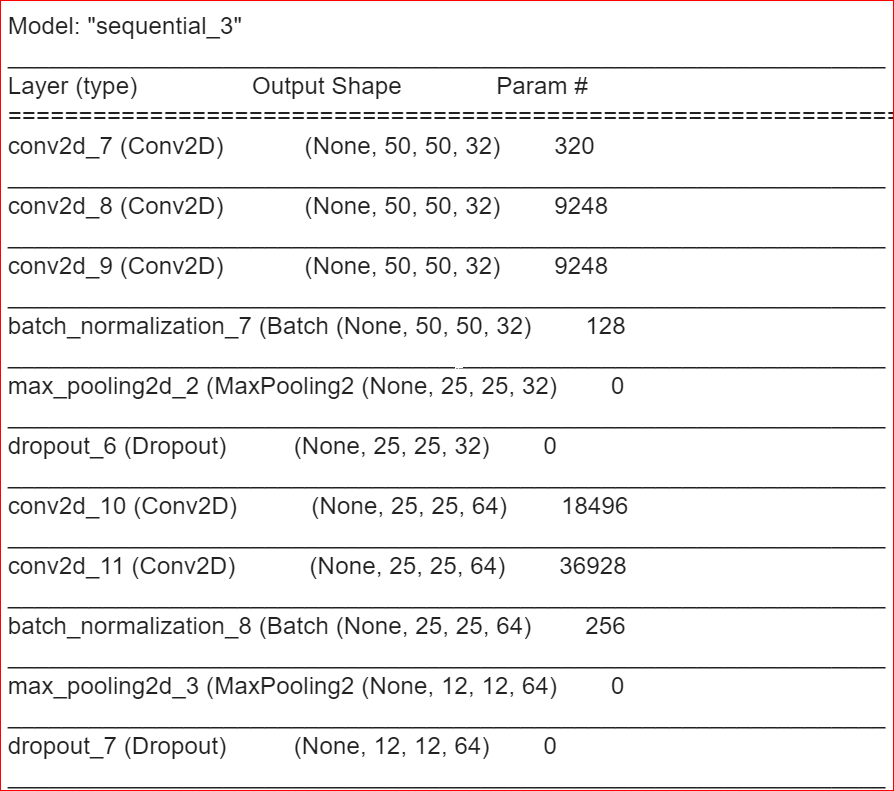 Model: "sequential_3"
_________________________________________________________________
Layer (type)                 Output Shape              Param #
=================================================================
conv2d_7 (Conv2D)            (None, 50, 50, 32)        320
_________________________________________________________________
conv2d_8 (Conv2D)            (None, 50, 50, 32)        9248
_________________________________________________________________
conv2d_9 (Conv2D)            (None, 50, 50, 32)        9248
_________________________________________________________________
batch_normalization_7 (Batch (None, 50, 50, 32)        128
_________________________________________________________________
max_pooling2d_2 (MaxPooling2 (None, 25, 25, 32)        0
_________________________________________________________________
dropout_6 (Dropout)          (None, 25, 25, 32)        0
_________________________________________________________________
conv2d_10 (Conv2D)           (None, 25, 25, 64)        18496
_________________________________________________________________
conv2d_11 (Conv2D)           (None, 25, 25, 64)        36928
_________________________________________________________________
batch_normalization_8 (Batch (None, 25, 25, 64)        256
_________________________________________________________________
max_pooling2d_3 (MaxPooling2 (None, 12, 12, 64)        0
_________________________________________________________________
dropout_7 (Dropout)          (None, 12, 12, 64)        0
_________________________________________________________________